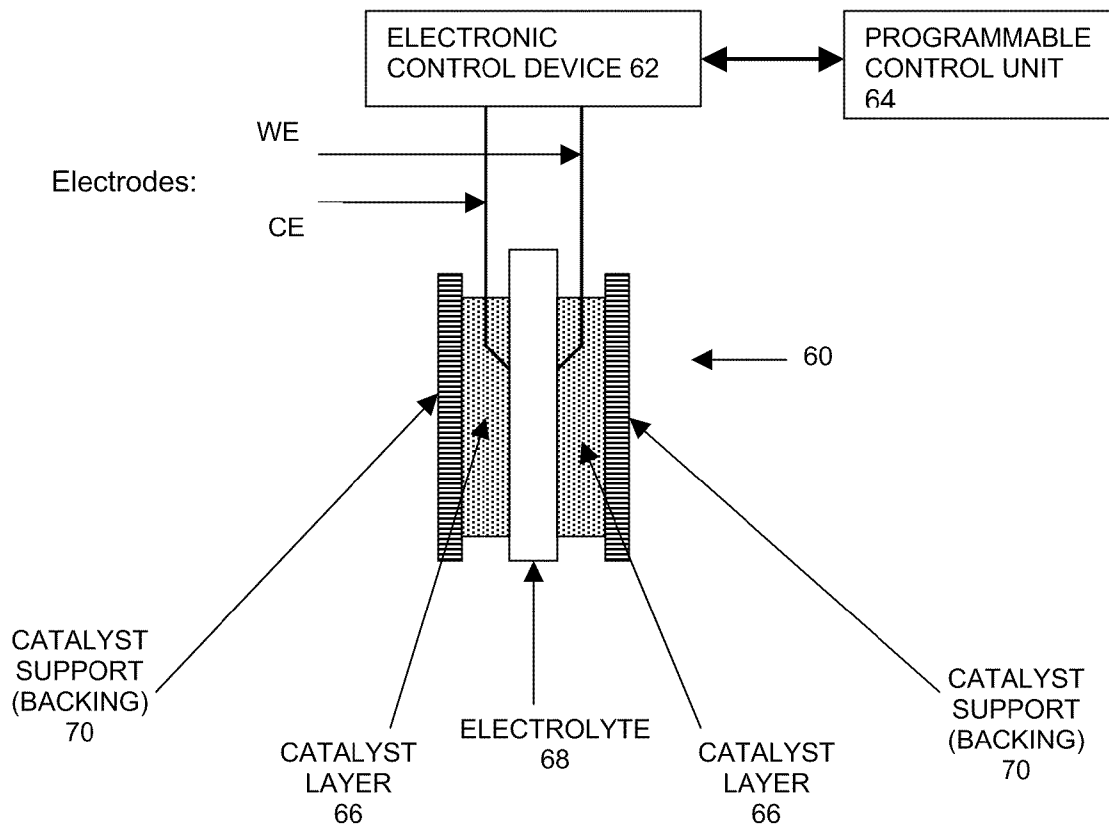 ELECTRONIC
CONTROL DEVICE 62
PROGRAMMABLE
CONTROL UNIT
64
WE
Electrodes:
CE
60
CATALYST
SUPPORT
(BACKING)
70
CATALYST
LAYER
66
ELECTROLYTE
68
CATALYST
LAYER
66
CATALYST
SUPPORT
(BACKING)
70